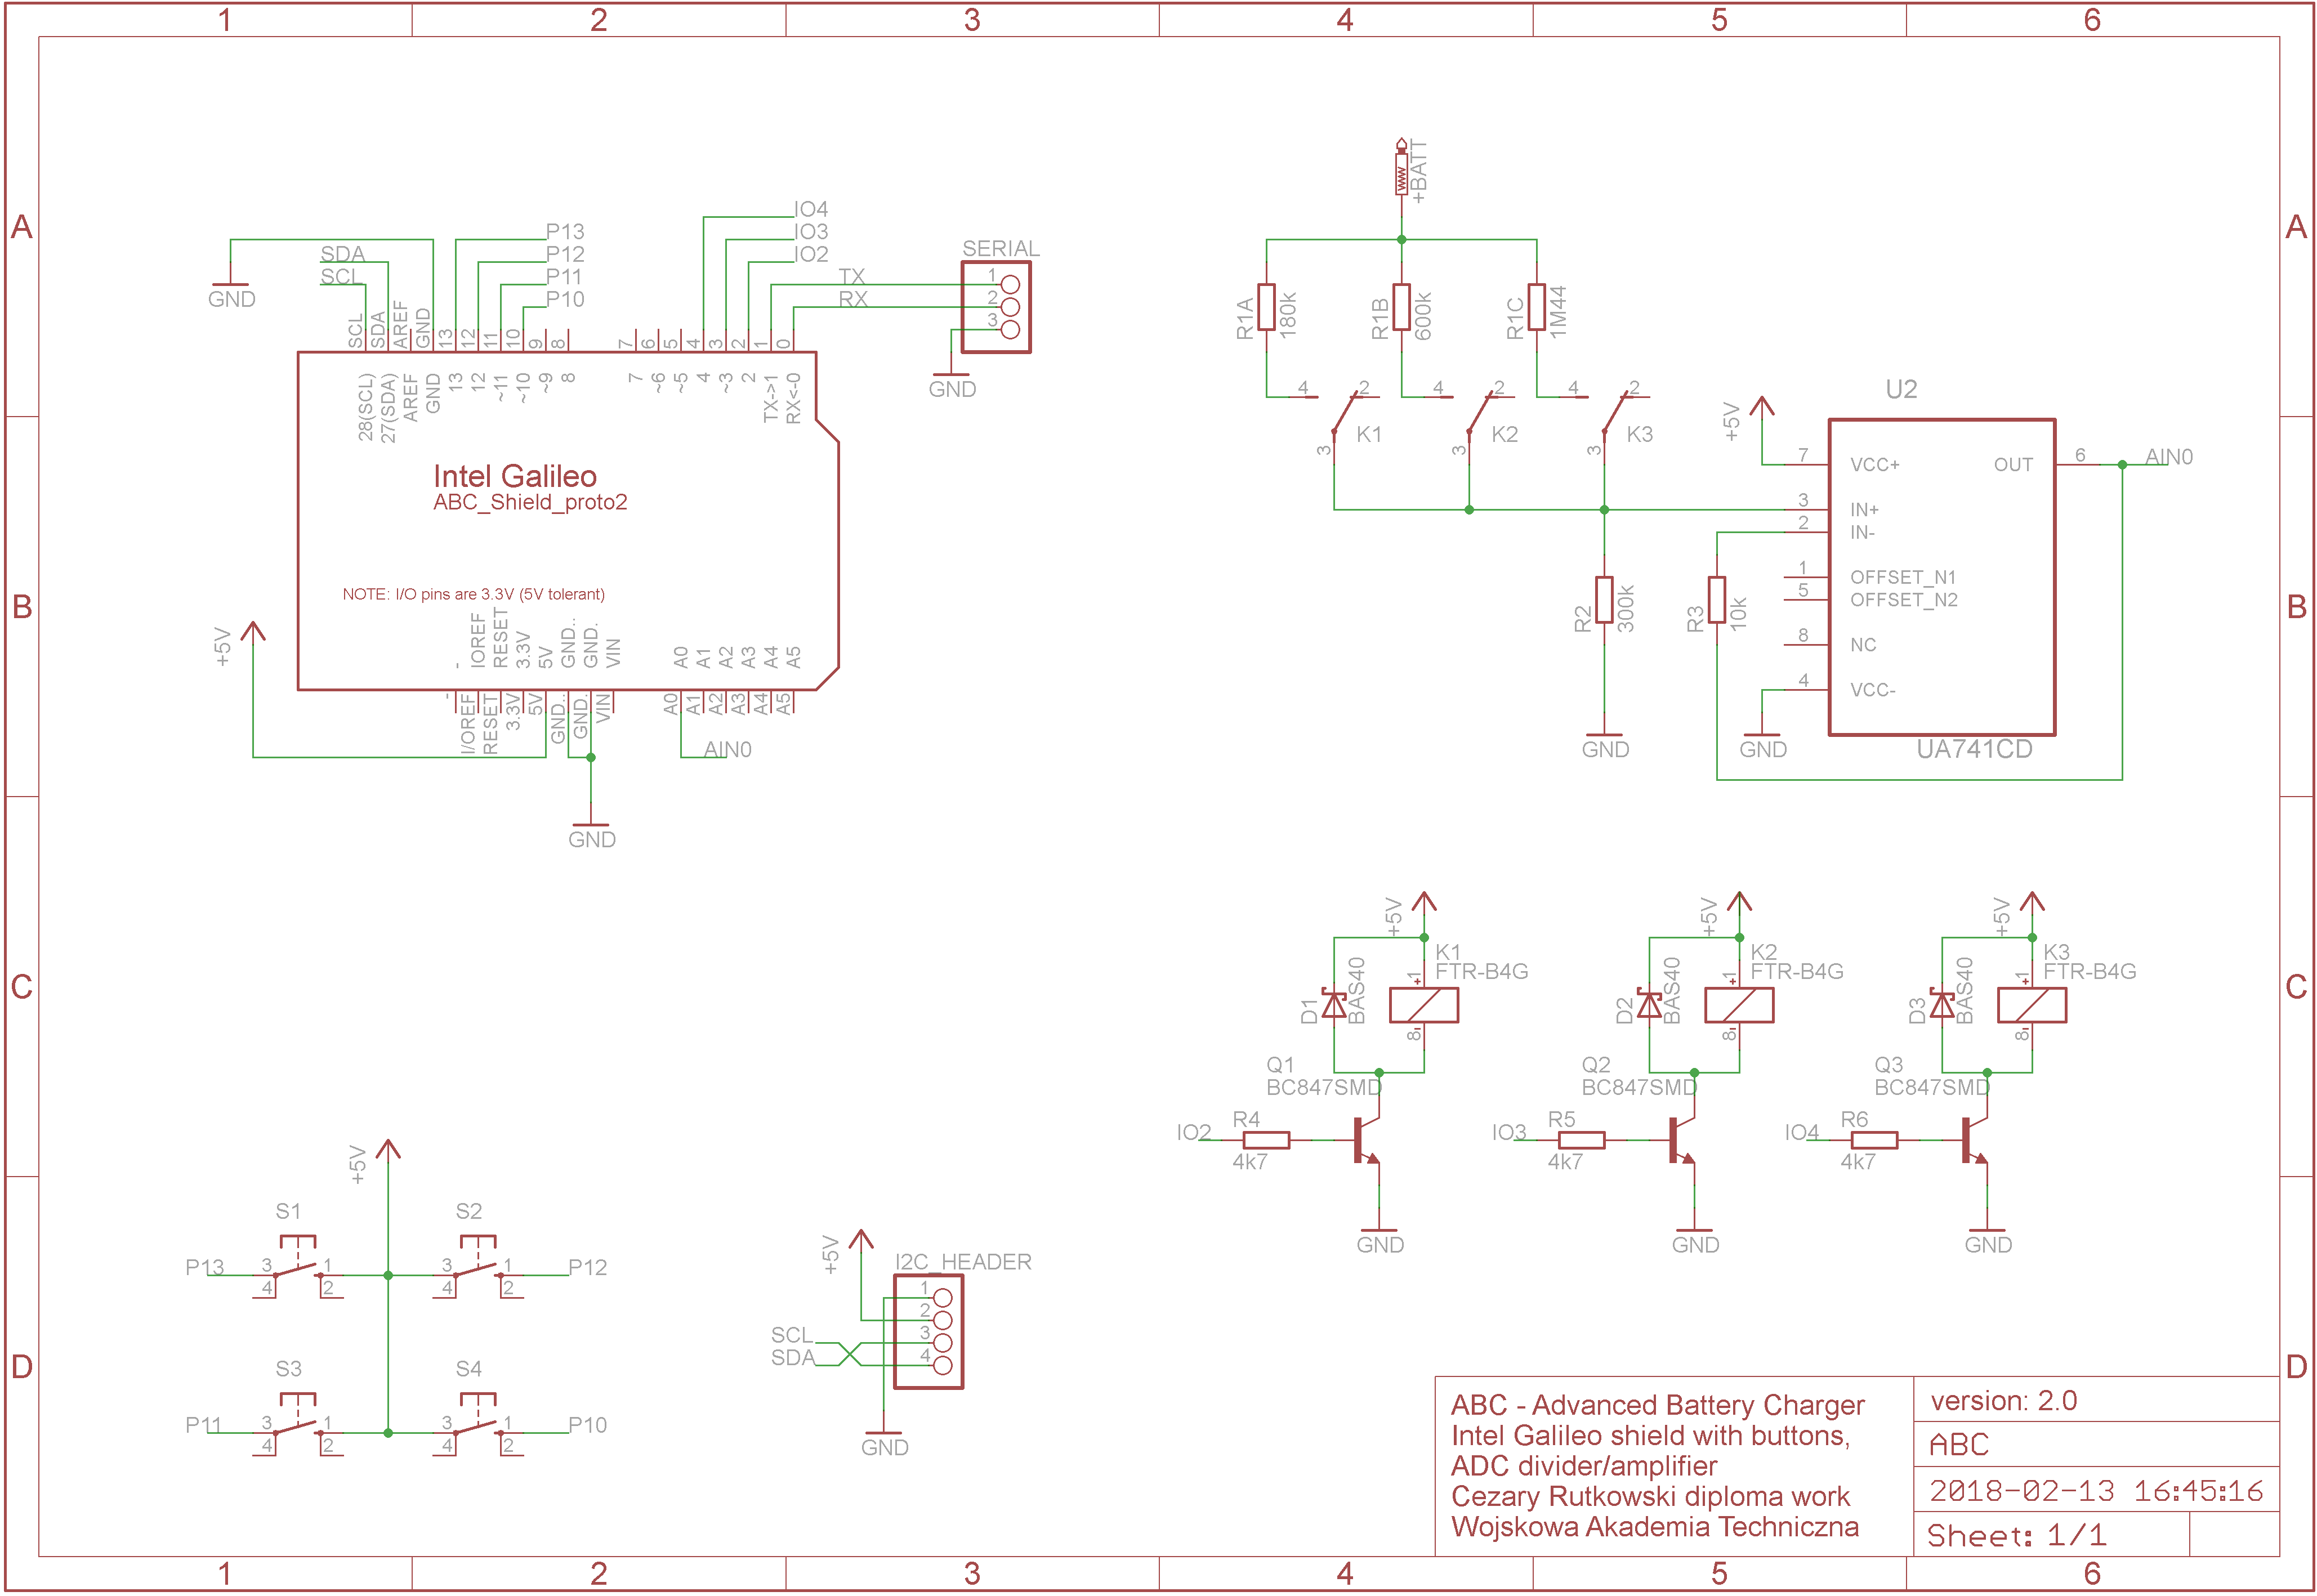 1 2 3 4 5 6
A A
B B
C C
D D
1 2 3 4 5 6
GND
SDA
SCL
P13
P12
P11
P10
IO4
IO3
IO2
TX
RX
SERIAL
1
2
3
GND
SCL SDA AREF GND 13 12 11 10 9 8 7 6 5 4 3 2 1 0
28(SCL) 27(SDA) AREF GND 13 12 ~11 ~10 ~9 8 7 ~6 ~5 4 ~3 2 TX->1 RX<-0
Intel Galileo
ABC_Shield_proto2
NOTE: I/O pins are 3.3V (5V tolerant)
- IOREF RESET 3.3V 5V GND.. GND. VIN A0 A1 A2 A3 A4 A5
- I/OREF RESET 3.3V 5V GND.. GND. VIN A0 A1 A2 A3 A4 A5
+5V
AIN0
GND
+BATT
R1A 180k
R1B 600k
R1C 1M44
4 2 4 2 4 2
K1 K2 K3
3 3 3
R2 300k
GND
R3 10k
+5V
U2
7 VCC+ OUT 6 AIN0
3 IN+
2 IN-
1 OFFSET_N1
5 OFFSET_N2
8 NC
4 VCC-
GND
UA741CD
+5V
K1
FTR-B4G
1 +
8 -
D1 BAS40
Q1
BC847SMD
IO2
R4
4k7
GND
+5V
K2
FTR-B4G
1 +
8 -
D2 BAS40
Q2
BC847SMD
IO3
R5
4k7
GND
+5V
K3
FTR-B4G
1 +
8 -
D3 BAS40
Q3
BC847SMD
IO4
R6
4k7
GND
+5V
S1 S2
P13 3 1 3 1 P12
4 2 4 2
S3 S4
P11 3 1 3 1 P10
4 2 4 2
+5V
I2C_HEADER
1
2
SCL 3
SDA 4
GND
ABC - Advanced Battery Charger
Intel Galileo shield with buttons,
ADC divider/amplifier
Cezary Rutkowski diploma work
Wojskowa Akademia Techniczna
version: 2.0
ABC
2018-02-13 16:45:16
Sheet: 1/1